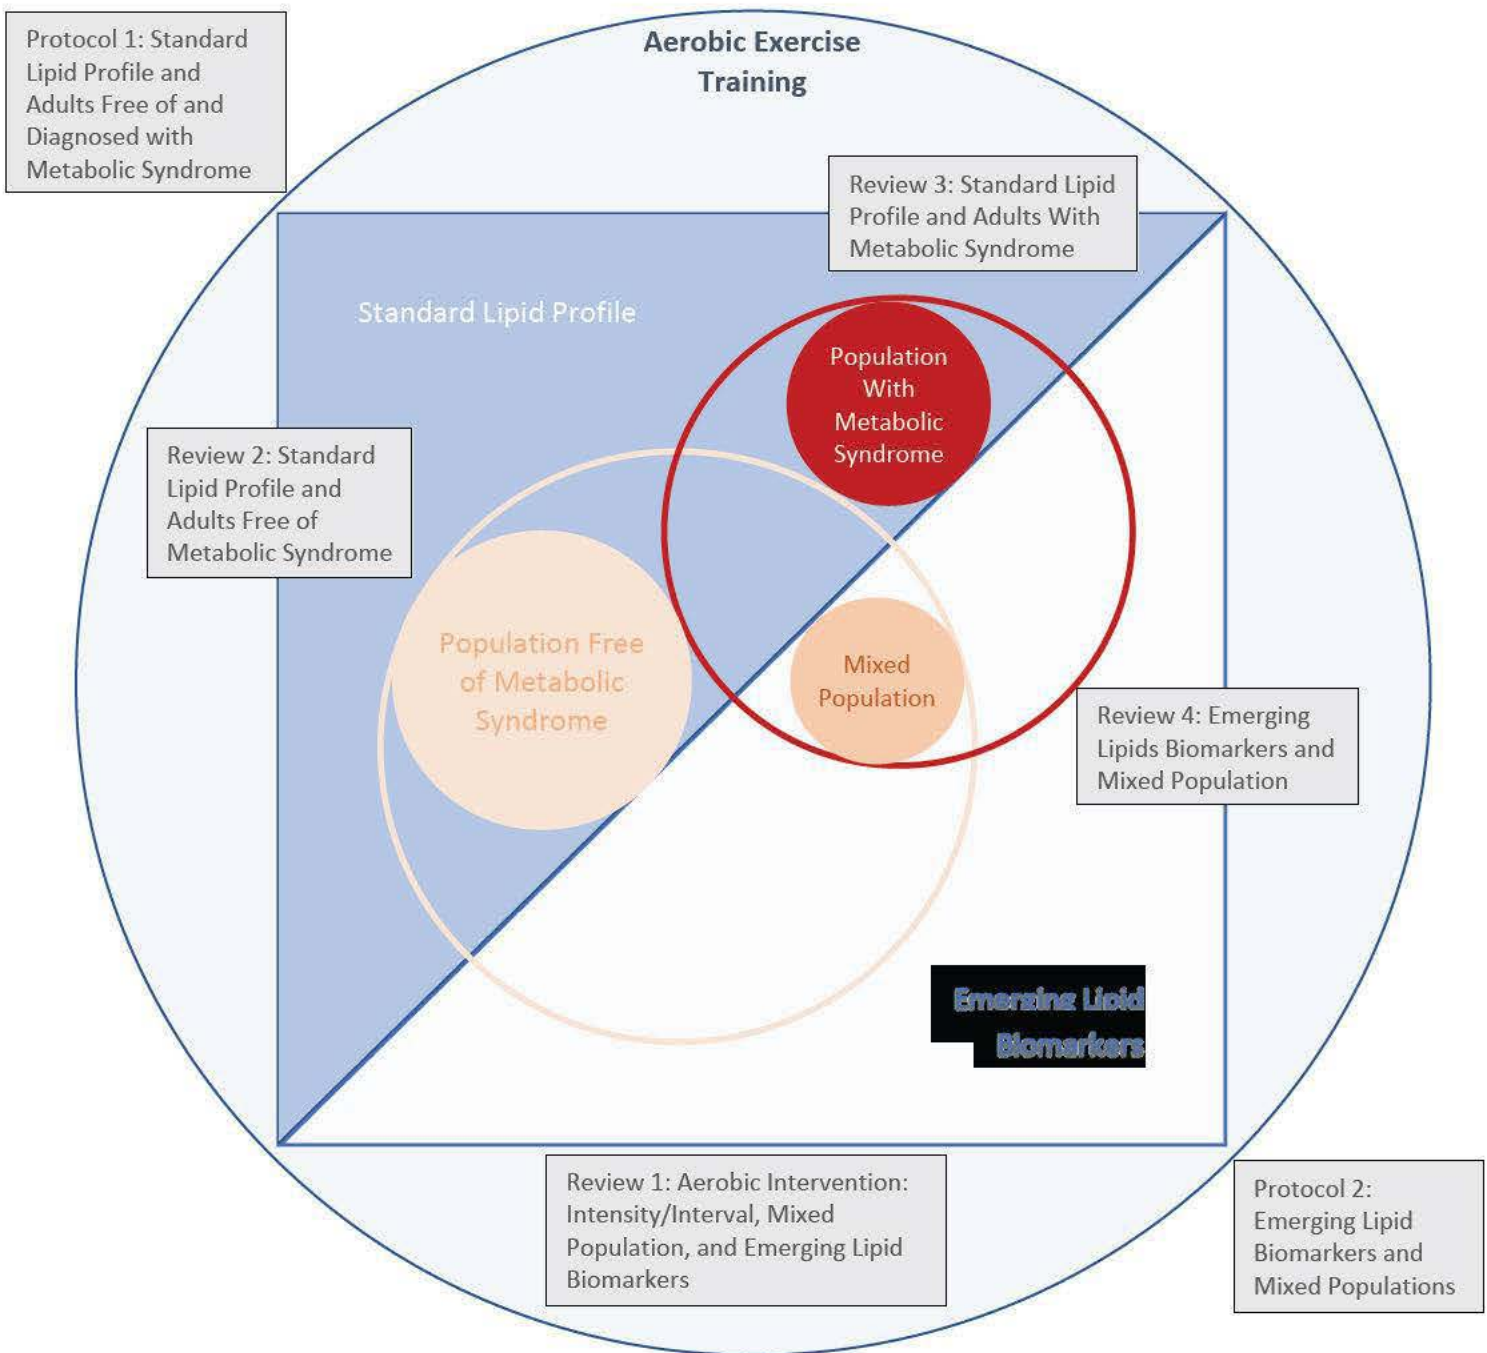 Protocol 1: Standard
Lipid Profile and
Adults Free of and
Diagnosed with
Metabolic Syndrome
Aerobic Exercise
Training
Review 3: Standard Lipid
Profile and Adults With
Metabolic Syndrome
Standard Lipid Profile
Population
With
Metabolic
Syndrome
Review 2: Standard
Lipid Profile and
Adults Free of
Metabolic Syndrome
Population Free
of Metabolic
Syndrome
Mixed
Population
Review 4: Emerging
Lipids Biomarkers and
Mixed Population
Emerging Lipid
Biomarkers
Review 1: Aerobic Intervention:
Intensity/Interval, Mixed
Population, and Emerging Lipid
Biomarkers
Protocol 2:
Emerging Lipid
Biomarkers and
Mixed Populations